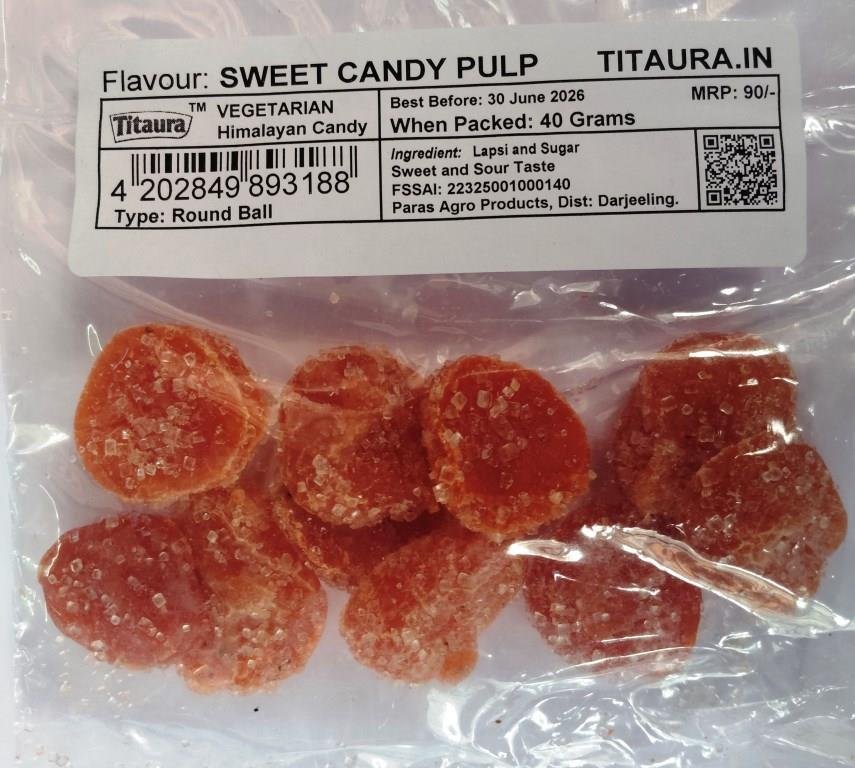 Flavour: SWEET CANDY PULP TITAURA.IN
Titaura™ VEGETARIAN
Himalayan Candy
Best Before: 30 June 2026 MRP: 90/-
When Packed: 40 Grams
4 202849 893188
Type: Round Ball
Ingredient: Lapsi and Sugar
Sweet and Sour Taste
FSSAI: 22325001000140
Paras Agro Products, Dist: Darjeeling.